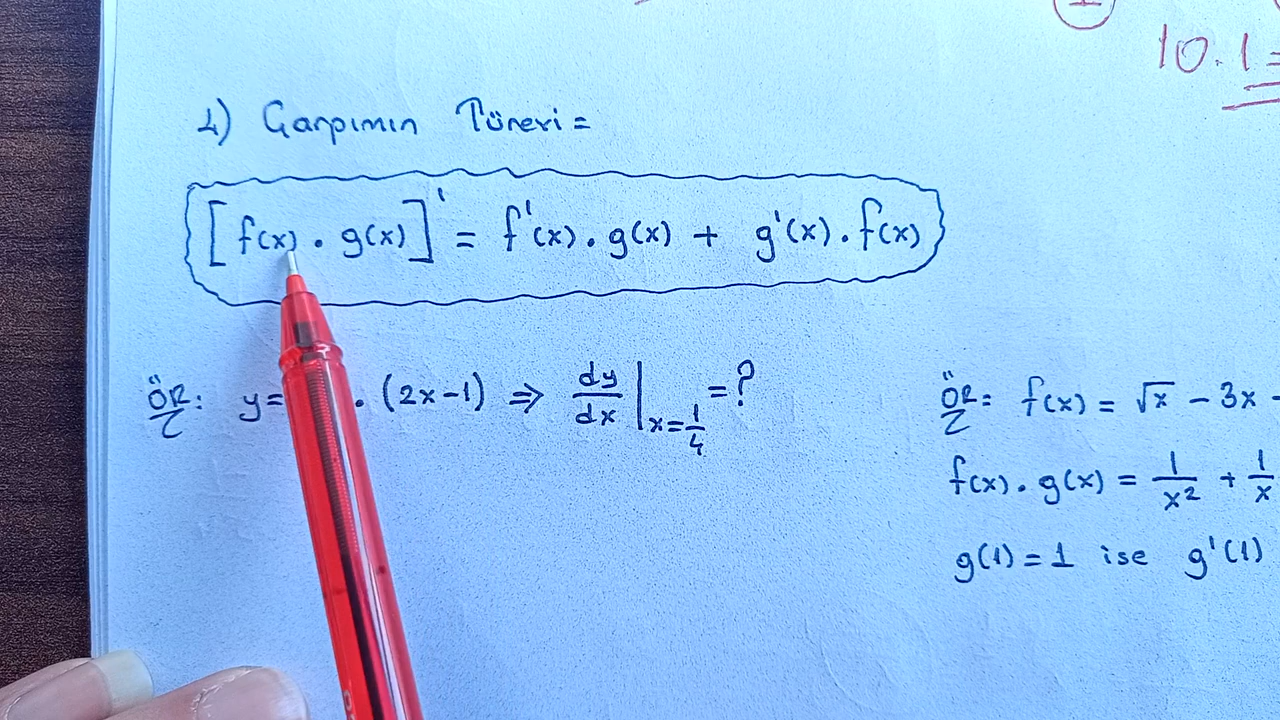 10.1=
4) Çarpımın Türevi=
[f(x) . g(x)]' = f'(x) . g(x) + g'(x) . f(x)
ÖR: y= . (2x-1) ⇒ dy/dx |x=1/4 = ?
ÖR: f(x) = √x - 3x -
f(x) . g(x) = 1/x² + 1/x
g(1) = 1 ise g'(1)